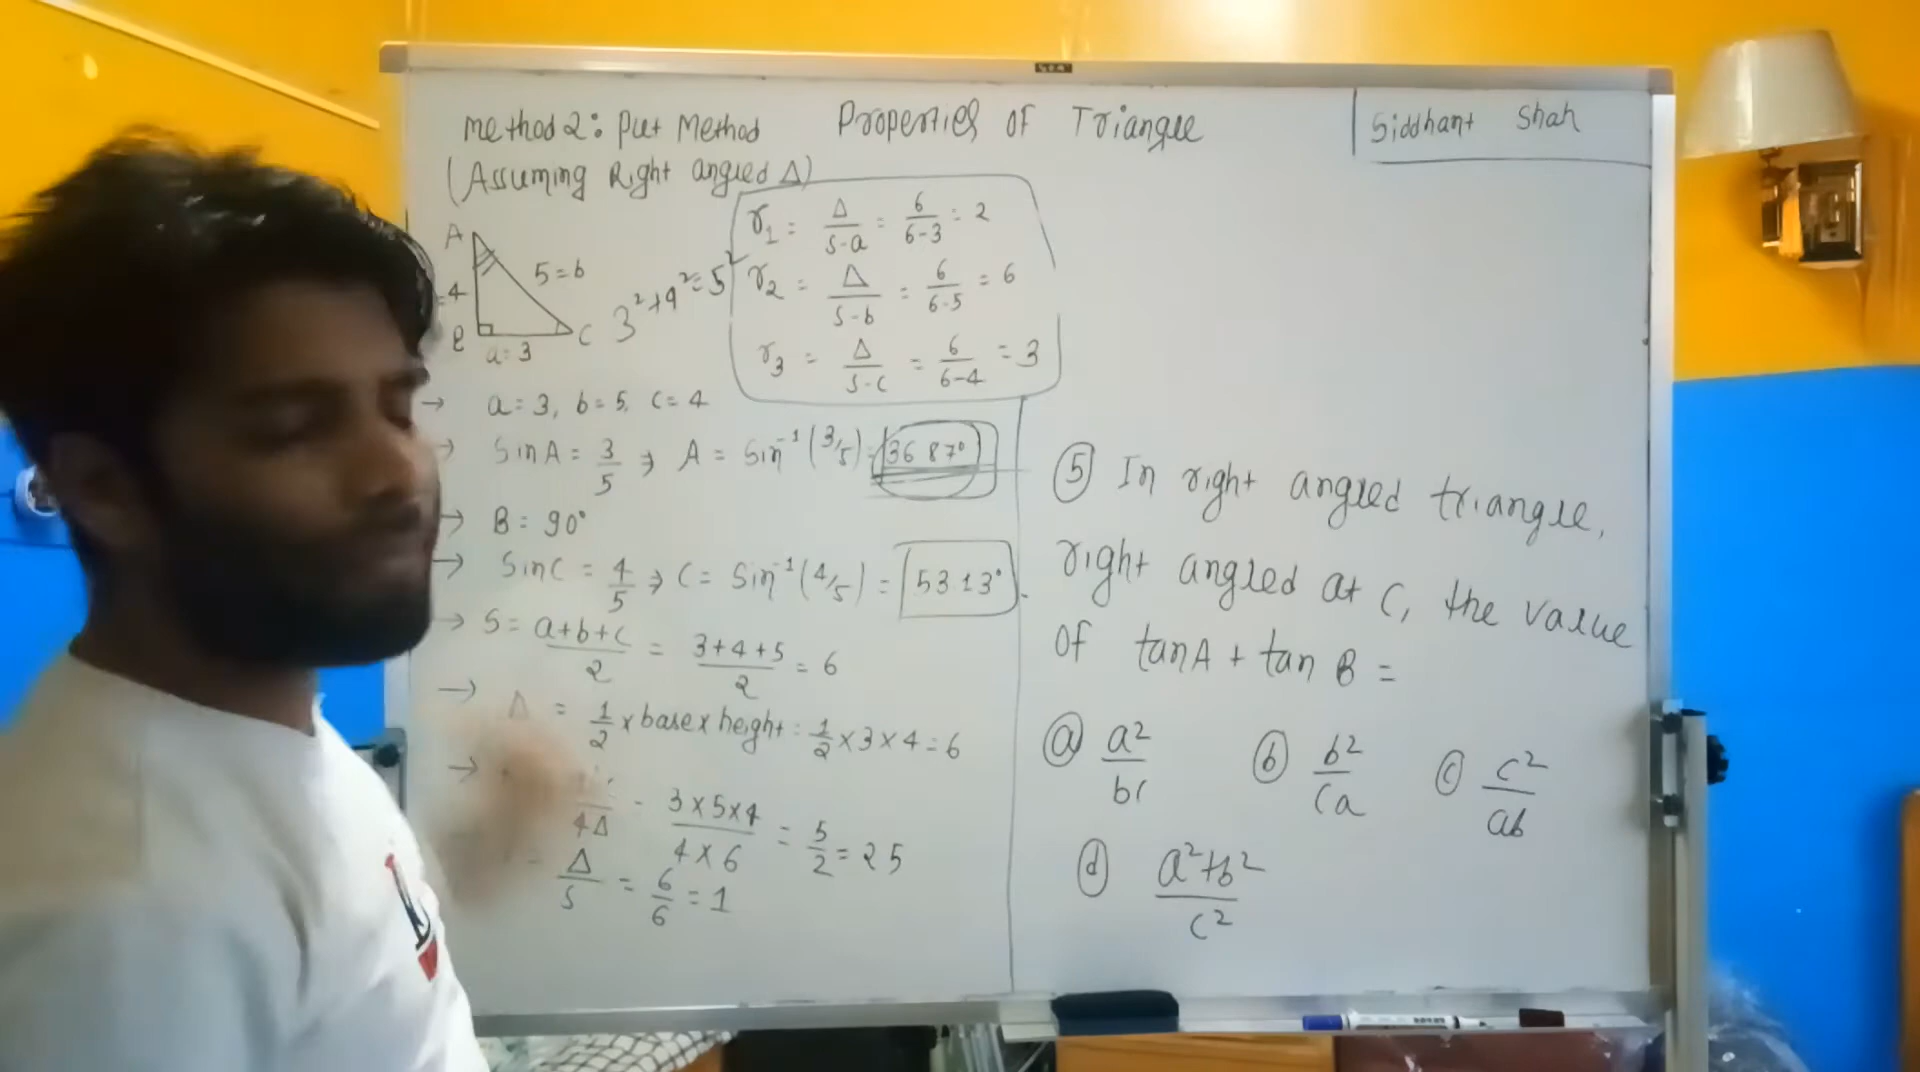 Method 2: Put Method
Properties of Triangle
Siddhant Shah
(Assuming Right angled Δ)
A
4
5 = b
B
a = 3
C
3² + 4² = 5²
r₁ = Δ/s-a = 6/6-3 = 2
r₂ = Δ/s-b = 6/6-5 = 6
r₃ = Δ/s-c = 6/6-4 = 3
→ a = 3, b = 5, c = 4
→ Sin A = 3/5 ⇒ A = Sin⁻¹(3/5) = 36.87°
→ B = 90°
→ Sin C = 4/5 ⇒ C = Sin⁻¹(4/5) = 53.13°
→ S = a+b+c/2 = 3+4+5/2 = 6
→ Δ = 1/2 × base × height = 1/2 × 3 × 4 = 6
→ 4Δ = 3×5×4/4×6 = 5/2 = 2.5
= Δ/s = 6/6 = 1
⑤ In right angled triangle,
right angled at C, the value
of tan A + tan B =
ⓐ a²/bc ⓑ b²/ca ⓒ c²/ab
ⓓ a²+b²/c²